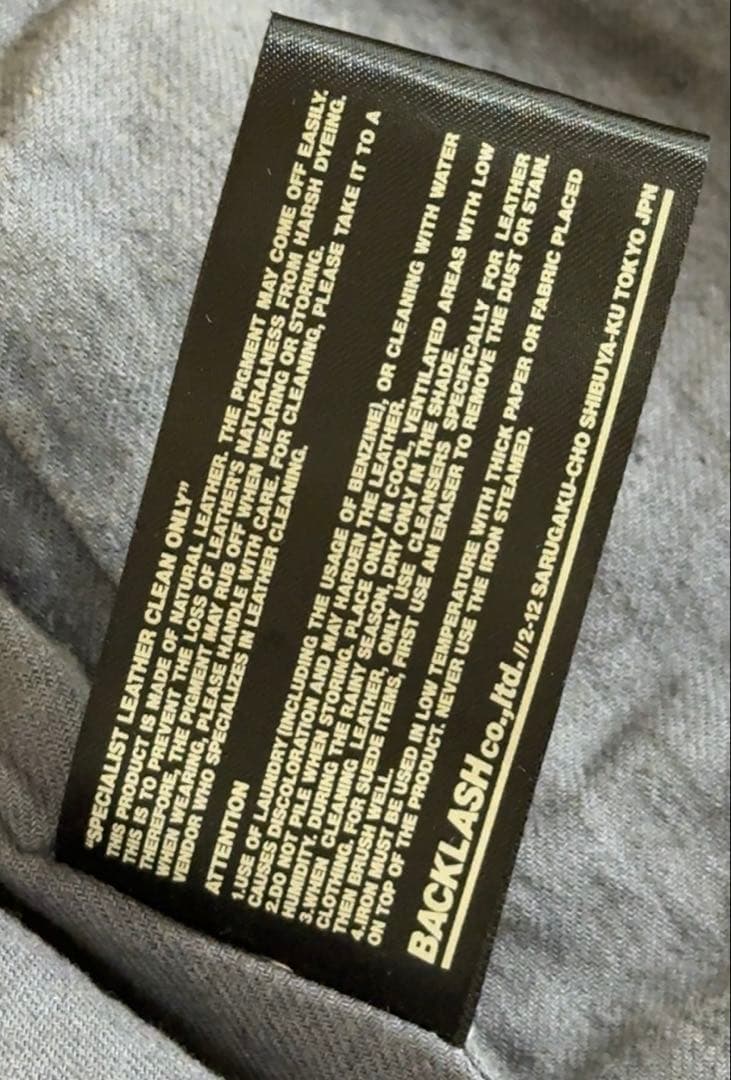 "SPECIALIST LEATHER CLEAN ONLY"
THIS PRODUCT IS MADE OF NATURAL LEATHER. THE PIGMENT MAY COME OFF EASILY.
THIS IS TO PREVENT THE LOSS OF LEATHER'S NATURALNESS FROM HARSH DYEING.
THEREFORE, THE PIGMENT MAY RUB OFF WHEN WEARING OR STORING.
WHEN WEARING, PLEASE HANDLE WITH CARE. FOR CLEANING, PLEASE TAKE IT TO A
VENDOR WHO SPECIALIZES IN LEATHER CLEANING.
ATTENTION
1.USE OF LAUNDRY (INCLUDING THE USAGE OF BENZINE), OR CLEANING WITH WATER
CAUSES DISCOLORATION AND MAY HARDEN THE LEATHER.
2.DO NOT PILE WHEN STORING. PLACE ONLY IN COOL, VENTILATED AREAS WITH LOW
HUMIDITY. DURING THE RAINY SEASON, DRY ONLY IN THE SHADE.
3.WHEN CLEANING LEATHER, ONLY USE CLEANSERS SPECIFICALLY FOR LEATHER
CLOTHING. FOR SUEDE ITEMS, FIRST USE AN ERASER TO REMOVE THE DUST OR STAIN.
THEN BRUSH WELL.
4.IRON MUST BE USED IN LOW TEMPERATURE WITH THICK PAPER OR FABRIC PLACED
ON TOP OF THE PRODUCT. NEVER USE THE IRON STEAMED.
BACKLASH co.,ltd. // 2-12 SARUGAKU-CHO SHIBUYA-KU TOKYO JPN